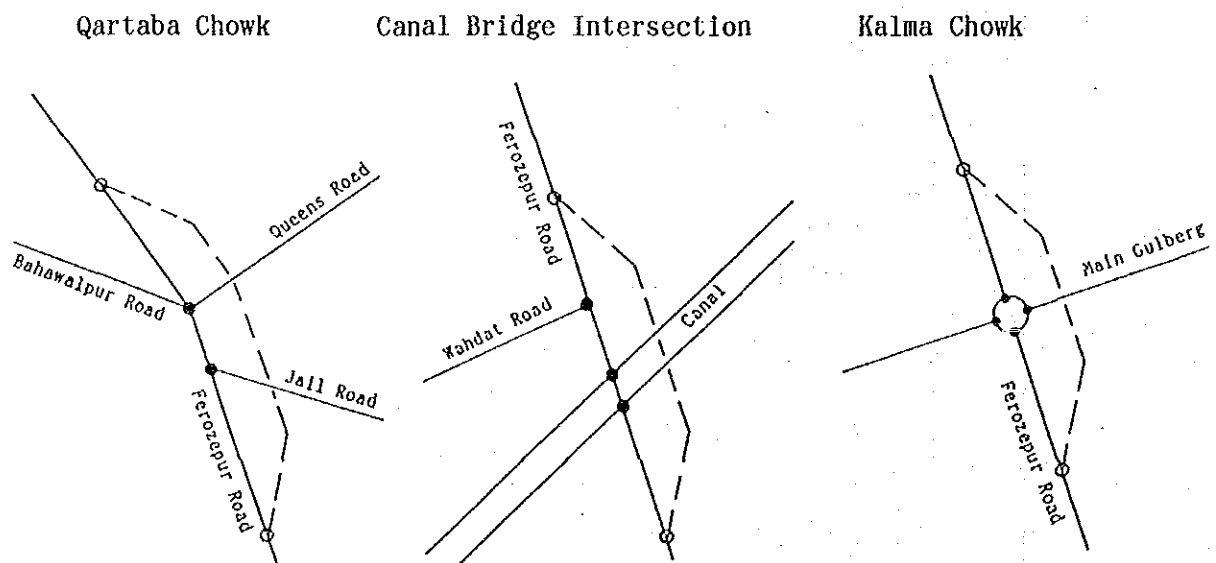 Qartaba Chowk
Canal Bridge Intersection
Kalma Chowk
Queens Road
Bahawalpur Road
Jail Road
Ferozepur Road
Ferozepur Road
Wahdat Road
Canal
Main Gulberg
Ferozepur Road